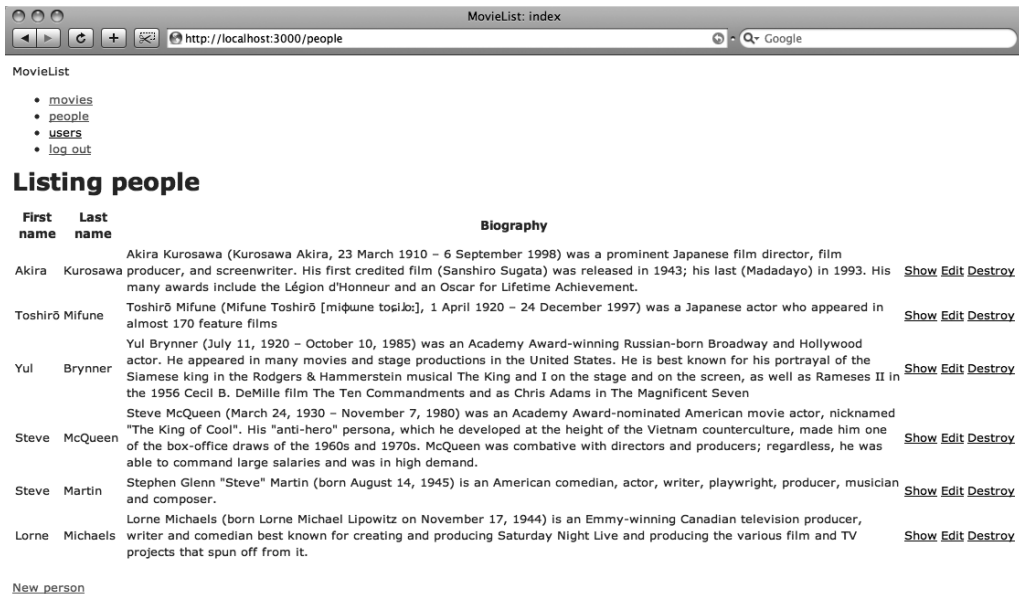 MovieList: index
http://localhost:3000/people
Google
MovieList
• movies
• people
• users
• log out
Listing people
First name Last name Biography
Akira Kurosawa Akira Kurosawa (Kurosawa Akira, 23 March 1910 – 6 September 1998) was a prominent Japanese film director, film
producer, and screenwriter. His first credited film (Sanshiro Sugata) was released in 1943; his last (Madadayo) in 1993. His
many awards include the Légion d'Honneur and an Oscar for Lifetime Achievement.
Show Edit Destroy
Toshirō Mifune Toshirō Mifune (Mifune Toshirō [miɸɯne toɕiɺoː], 1 April 1920 – 24 December 1997) was a Japanese actor who appeared in
almost 170 feature films
Show Edit Destroy
Yul Brynner Yul Brynner (July 11, 1920 – October 10, 1985) was an Academy Award-winning Russian-born Broadway and Hollywood
actor. He appeared in many movies and stage productions in the United States. He is best known for his portrayal of the
Siamese king in the Rodgers & Hammerstein musical The King and I on the stage and on the screen, as well as Rameses II in
the 1956 Cecil B. DeMille film The Ten Commandments and as Chris Adams in The Magnificent Seven
Show Edit Destroy
Steve McQueen Steve McQueen (March 24, 1930 – November 7, 1980) was an Academy Award-nominated American movie actor, nicknamed
"The King of Cool". His "anti-hero" persona, which he developed at the height of the Vietnam counterculture, made him one
of the box-office draws of the 1960s and 1970s. McQueen was combative with directors and producers; regardless, he was
able to command large salaries and was in high demand.
Show Edit Destroy
Steve Martin Stephen Glenn "Steve" Martin (born August 14, 1945) is an American comedian, actor, writer, playwright, producer, musician
and composer.
Show Edit Destroy
Lorne Michaels Lorne Michaels (born Lorne Michael Lipowitz on November 17, 1944) is an Emmy-winning Canadian television producer,
writer and comedian best known for creating and producing Saturday Night Live and producing the various film and TV
projects that spun off from it.
Show Edit Destroy
New person